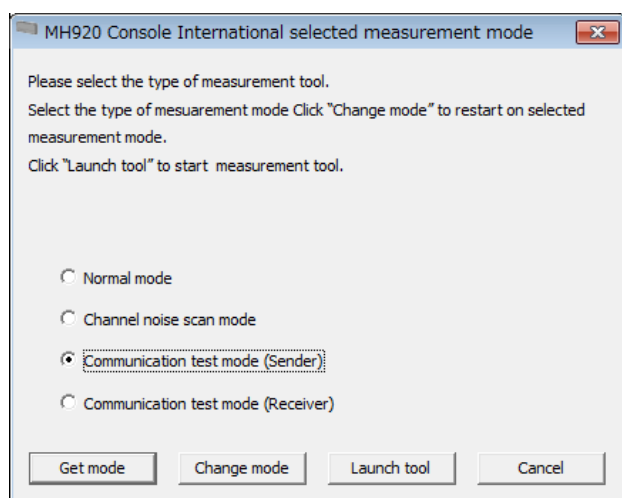 MH920 Console International selected measurement mode
Please select the type of measurement tool.
Select the type of mesuarement mode Click “Change mode” to restart on selected
measurement mode.
Click “Launch tool” to start measurement tool.
Normal mode
Channel noise scan mode
Communication test mode (Sender)
Communication test mode (Receiver)
Get mode Change mode Launch tool Cancel